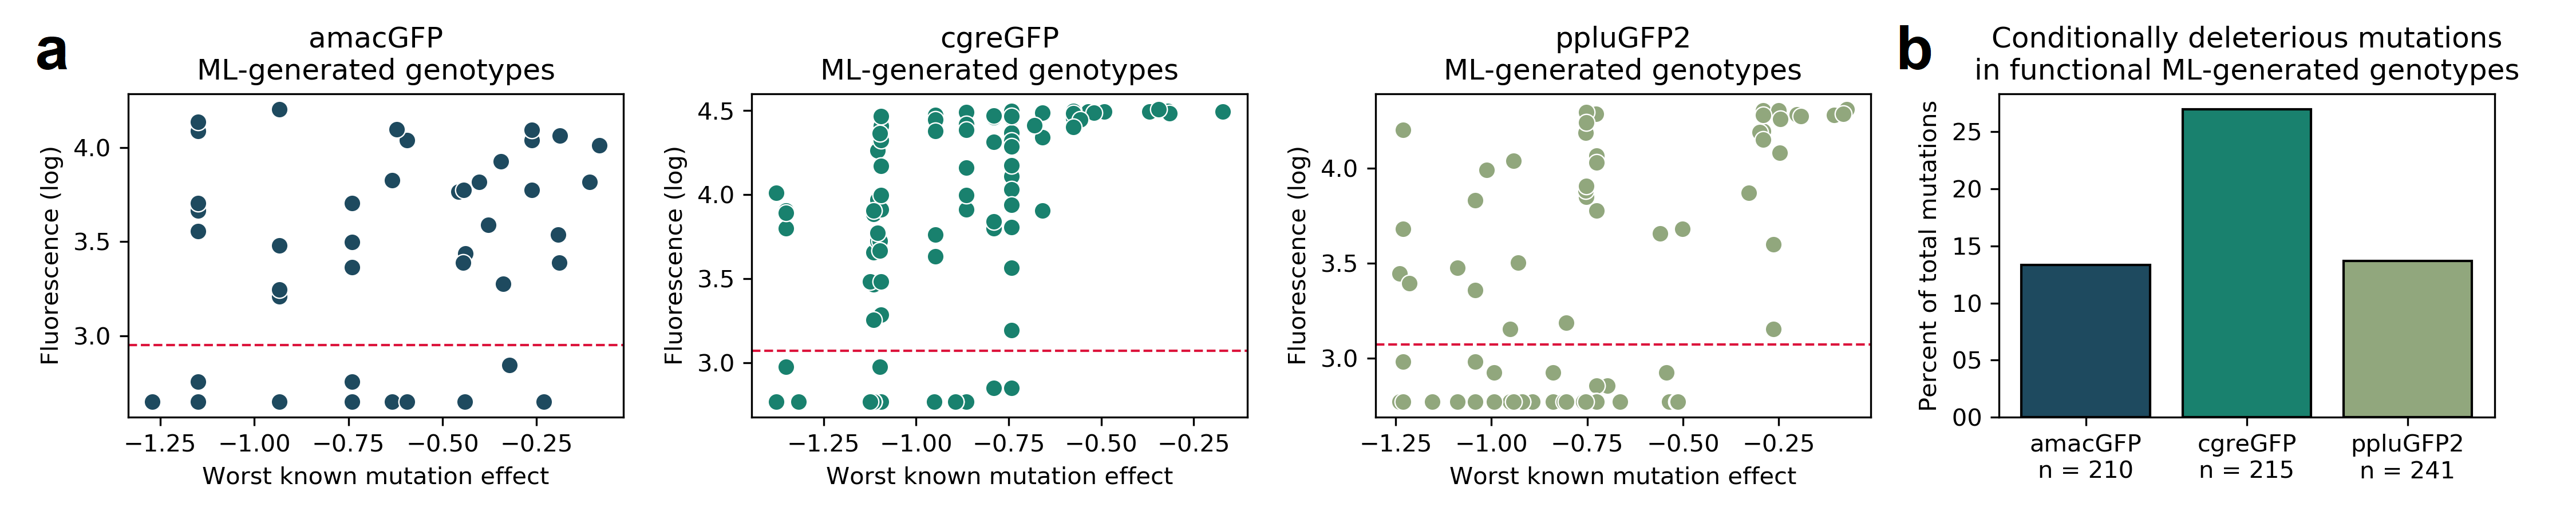 a
amacGFP
ML-generated genotypes
Fluorescence (log)
4.0
3.5
3.0
−1.25 −1.00 −0.75 −0.50 −0.25
Worst known mutation effect
cgreGFP
ML-generated genotypes
Fluorescence (log)
4.5
4.0
3.5
3.0
−1.25 −1.00 −0.75 −0.50 −0.25
Worst known mutation effect
ppluGFP2
ML-generated genotypes
Fluorescence (log)
4.0
3.5
3.0
−1.25 −1.00 −0.75 −0.50 −0.25
Worst known mutation effect
b
Conditionally deleterious mutations
in functional ML-generated genotypes
Percent of total mutations
25
20
15
10
05
00
amacGFP
n = 210
cgreGFP
n = 215
ppluGFP2
n = 241